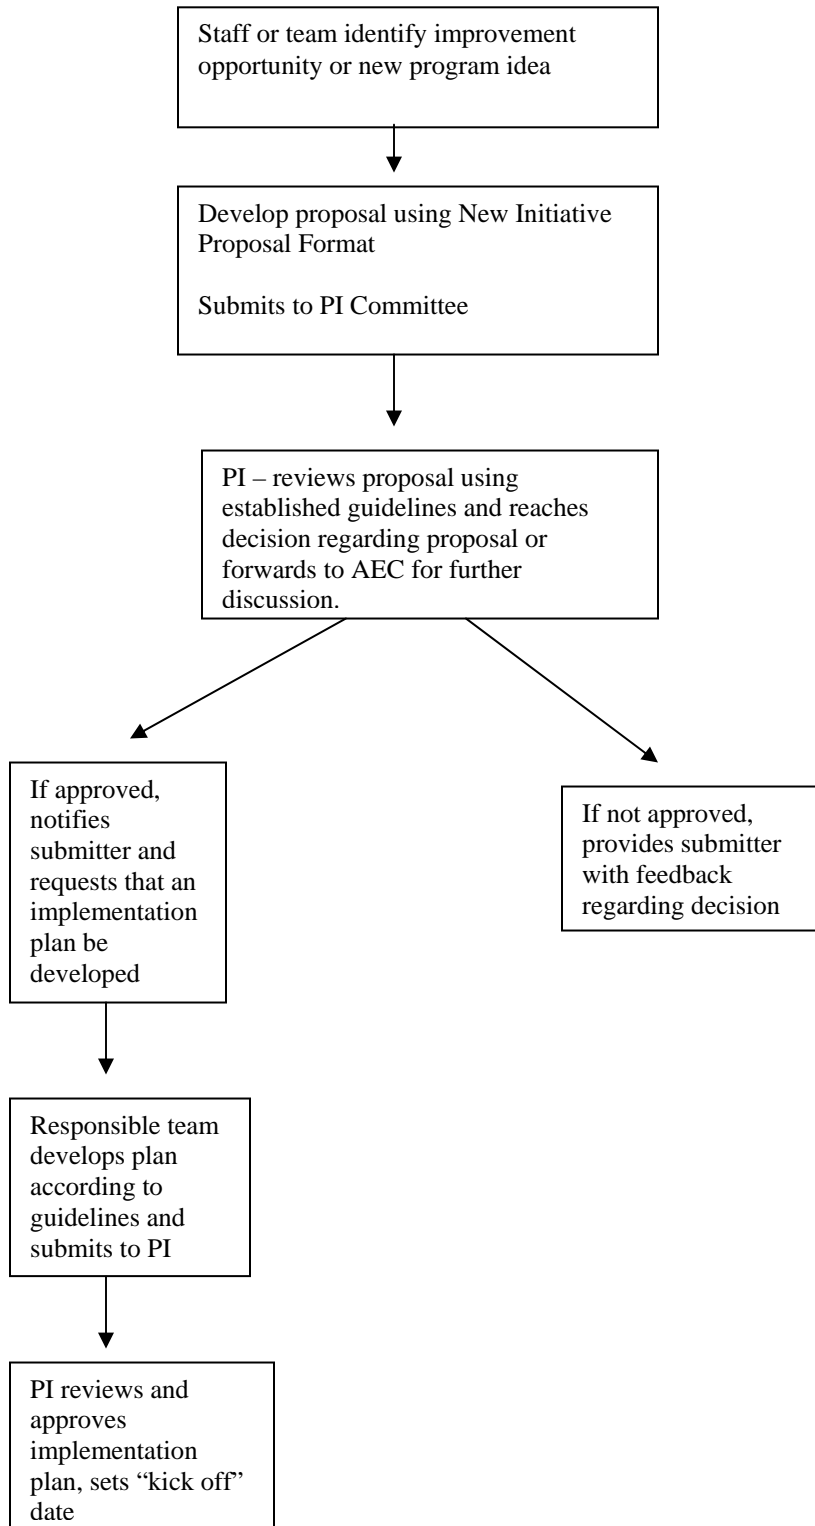 Staff or team identify improvement
opportunity or new program idea
Develop proposal using New Initiative
Proposal Format
Submits to PI Committee
PI – reviews proposal using
established guidelines and reaches
decision regarding proposal or
forwards to AEC for further
discussion.
If approved,
notifies
submitter and
requests that an
implementation
plan be
developed
If not approved,
provides submitter
with feedback
regarding decision
Responsible team
develops plan
according to
guidelines and
submits to PI
PI reviews and
approves
implementation
plan, sets “kick off”
date